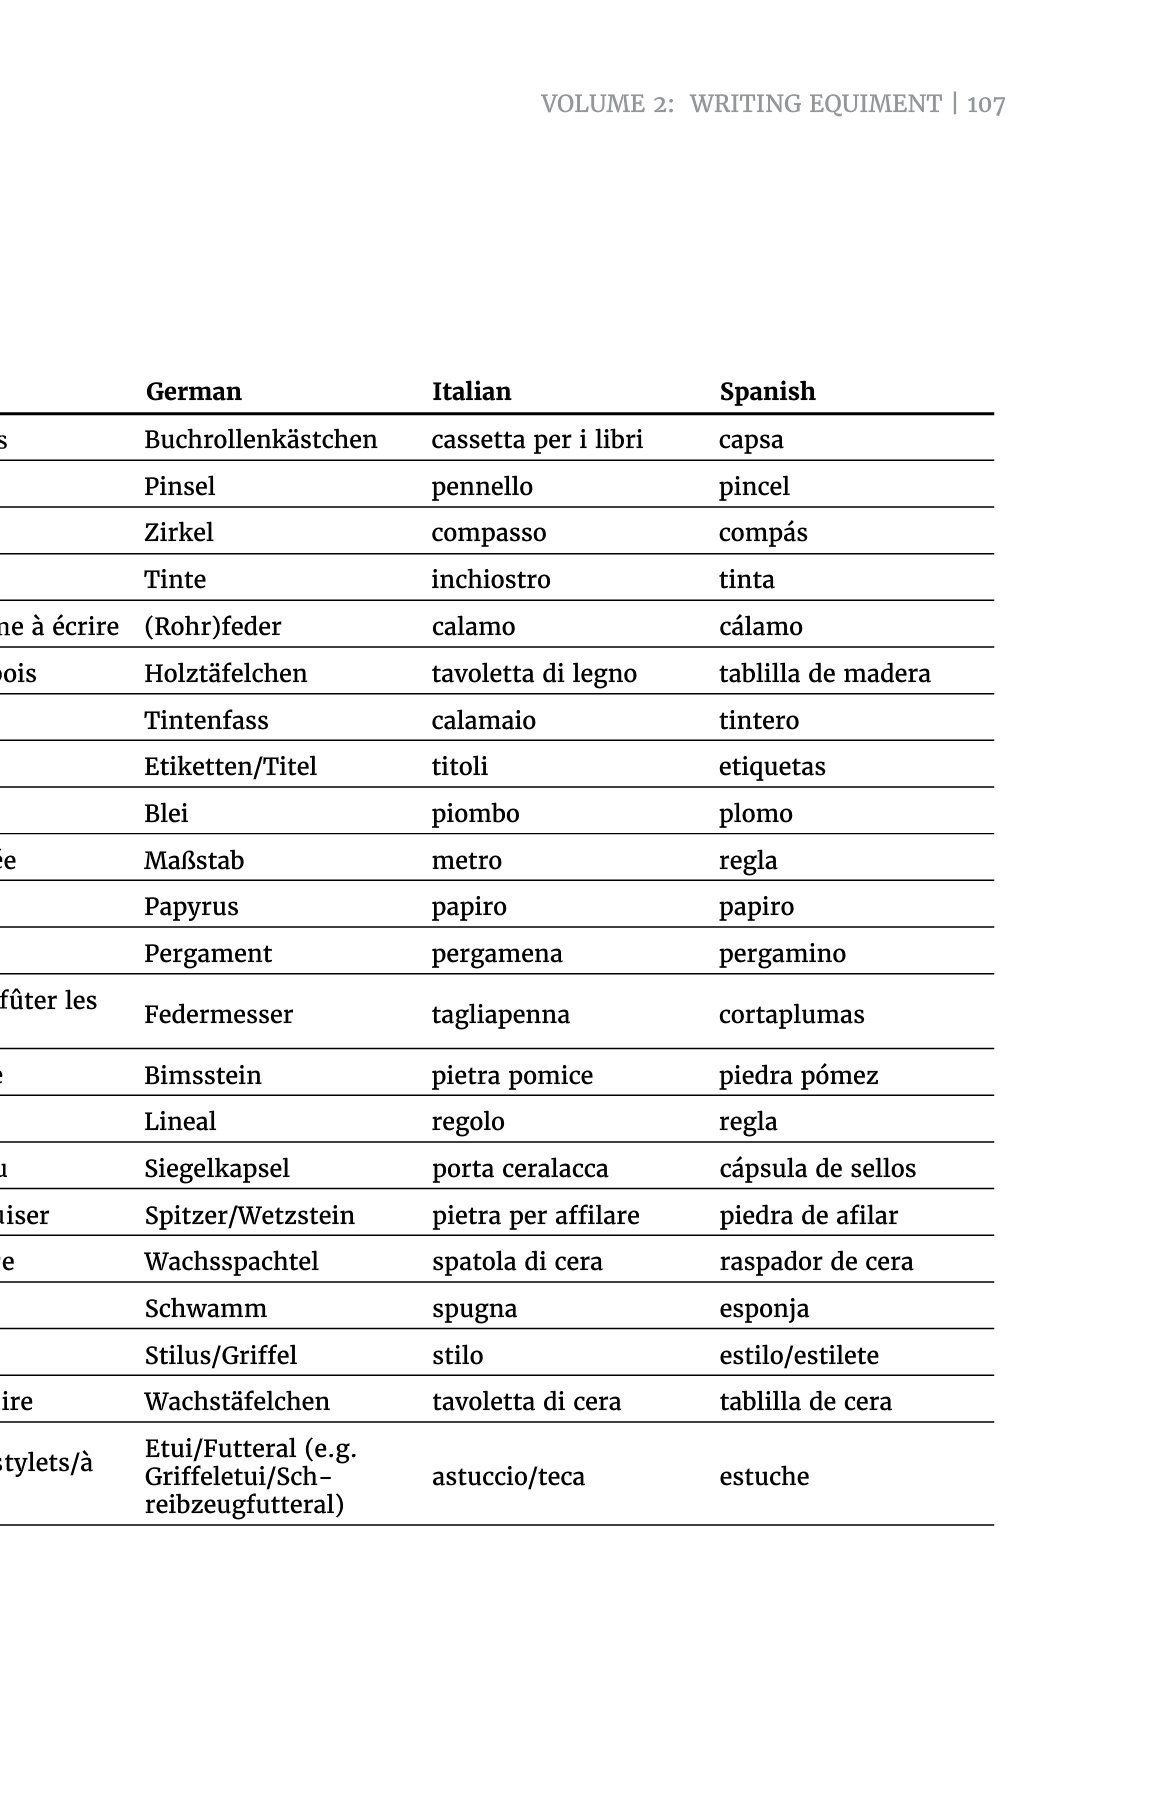 VOLUME 2: WRITING EQUIMENT | 107
German Italian Spanish
s Buchrollenkästchen cassetta per i libri capsa
Pinsel pennello pincel
Zirkel compasso compás
Tinte inchiostro tinta
ne à écrire (Rohr)feder calamo cálamo
ois Holztäfelchen tavoletta di legno tablilla de madera
Tintenfass calamaio tintero
Etiketten/Titel titoli etiquetas
Blei piombo plomo
ée Maßstab metro regla
Papyrus papiro papiro
Pergament pergamena pergamino
fûter les
Federmesser tagliapenna cortaplumas
e Bimsstein pietra pomice piedra pómez
Lineal regolo regla
u Siegelkapsel porta ceralacca cápsula de sellos
uiser Spitzer/Wetzstein pietra per affilare piedra de afilar
re Wachsspachtel spatola di cera raspador de cera
Schwamm spugna esponja
Stilus/Griffel stilo estilo/estilete
ire Wachstäfelchen tavoletta di cera tablilla de cera
stylets/à
Etui/Futteral (e.g.
Griffeletui/Sch-
reibzeugfutteral)
astuccio/teca estuche